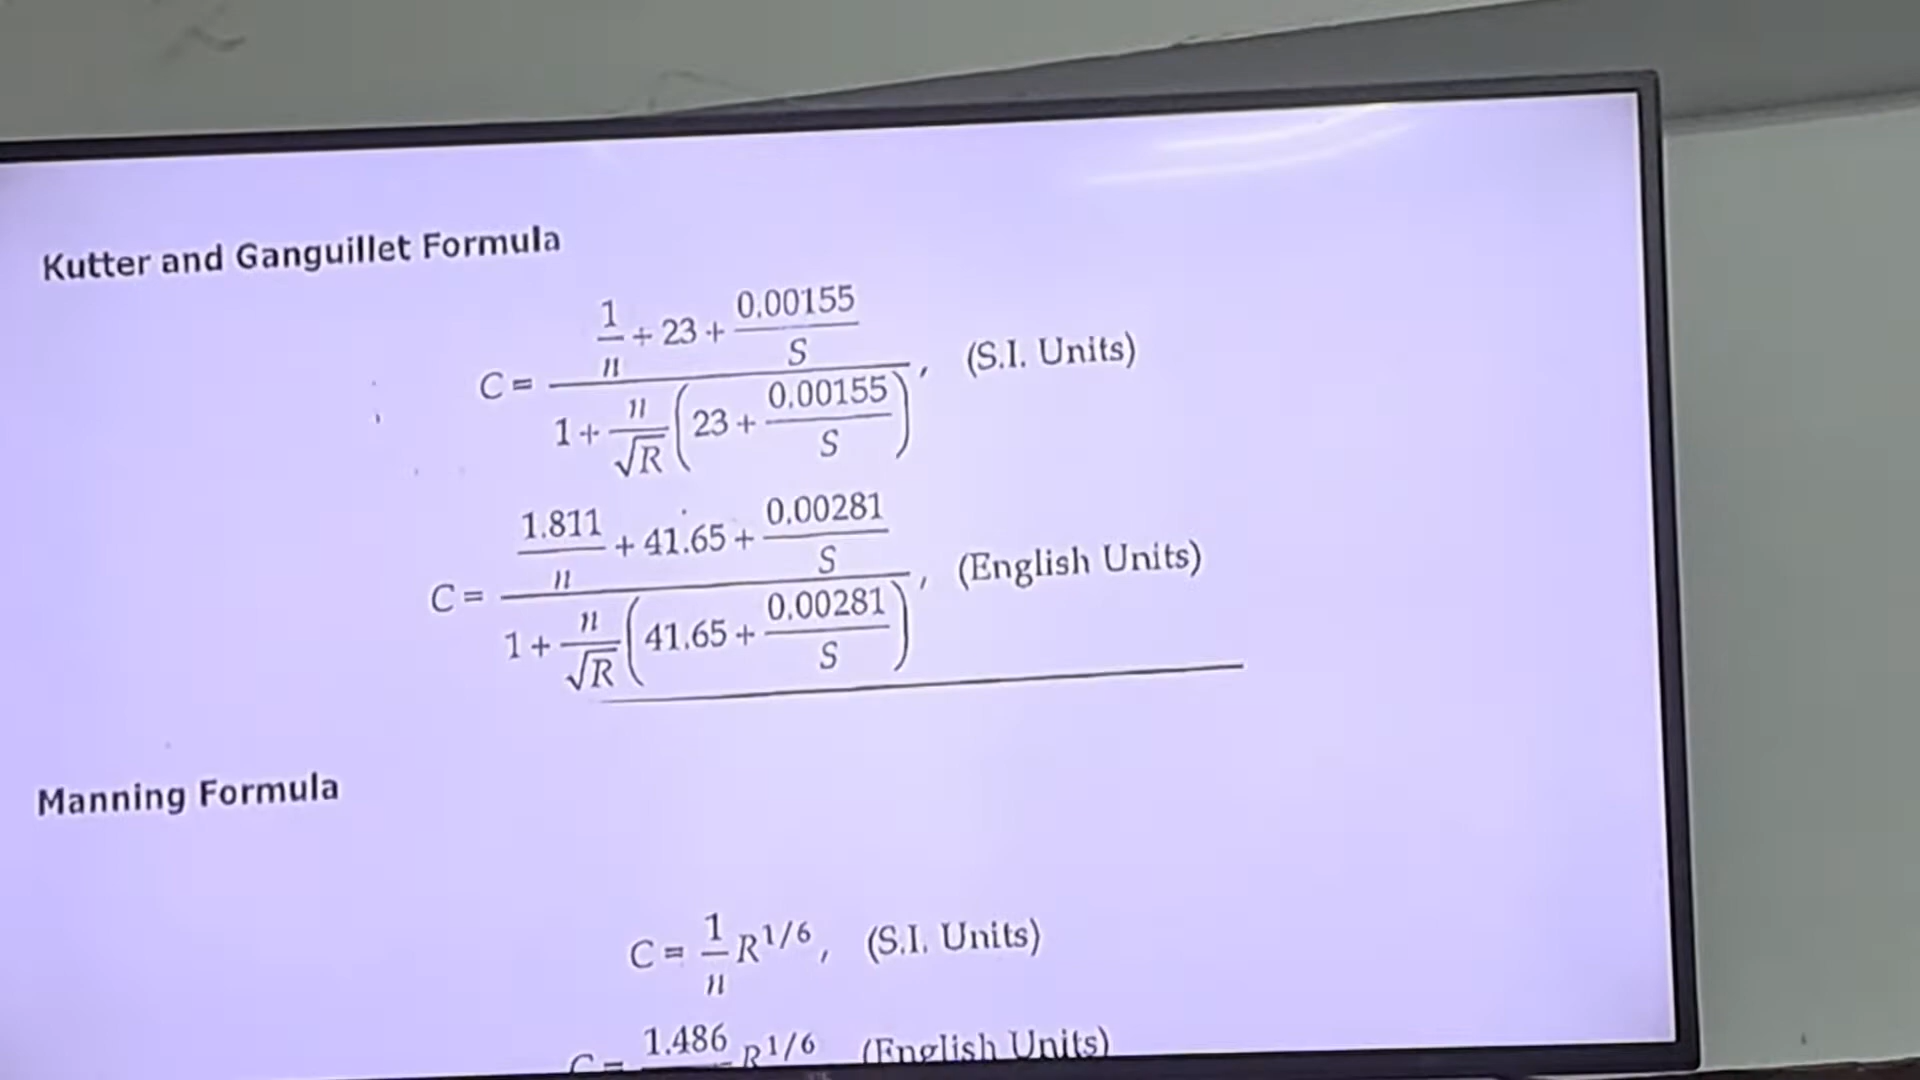 Kutter and Ganguillet Formula
C = (1/n + 23 + 0.00155/S) / (1 + n/√R (23 + 0.00155/S)), (S.I. Units)
C = (1.811/n + 41.65 + 0.00281/S) / (1 + n/√R (41.65 + 0.00281/S)), (English Units)
Manning Formula
C = 1/n R^1/6, (S.I. Units)
C = 1.486 R^1/6 (English Units)